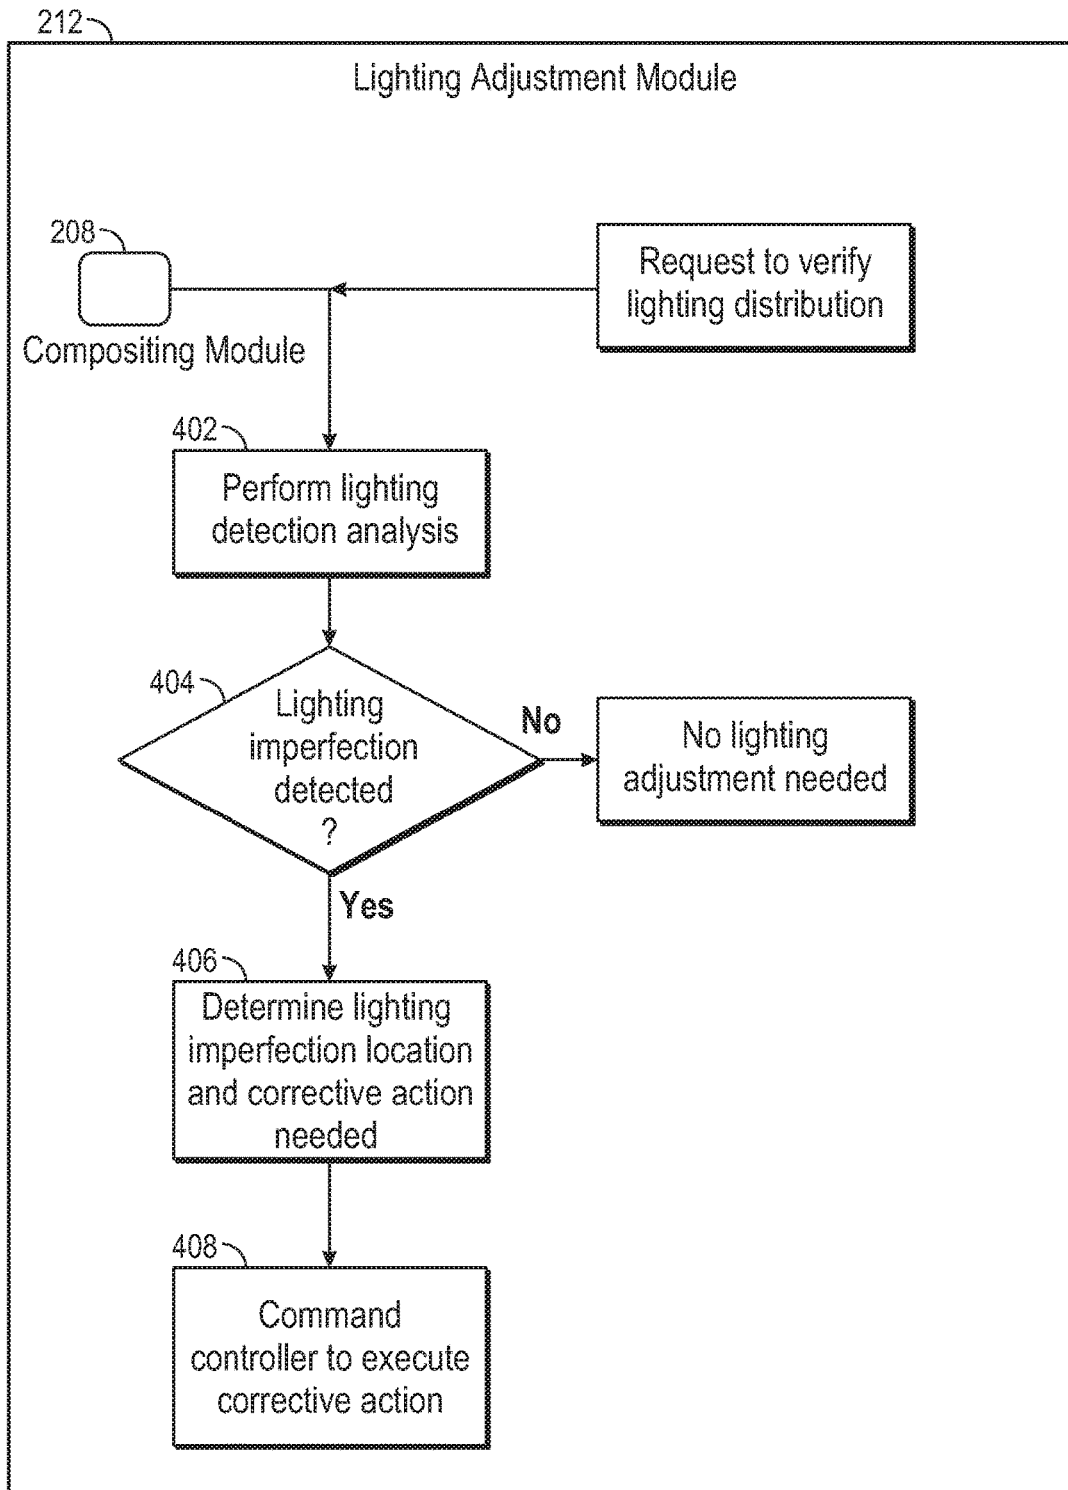 212
Lighting Adjustment Module
208
Compositing Module
Request to verify
lighting distribution
402
Perform lighting
detection analysis
404
Lighting
imperfection
detected
?
No
No lighting
adjustment needed
Yes
406
Determine lighting
imperfection location
and corrective action
needed
408
Command
controller to execute
corrective action